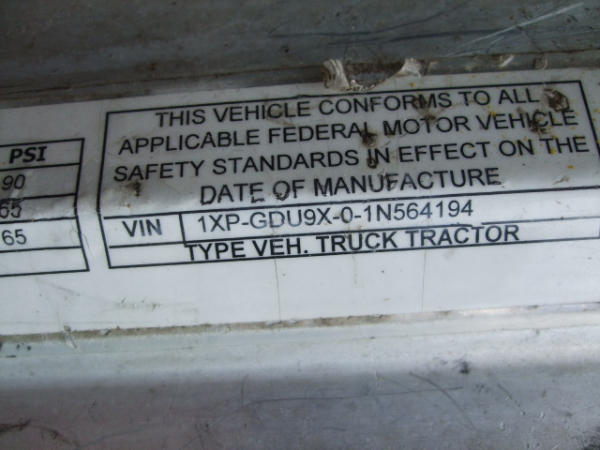 PSI
90
65
65
THIS VEHICLE CONFORMS TO ALL
APPLICABLE FEDERAL MOTOR VEHICLE
SAFETY STANDARDS IN EFFECT ON THE
DATE OF MANUFACTURE
VIN 1XP-GDU9X-0-1N564194
TYPE VEH. TRUCK TRACTOR